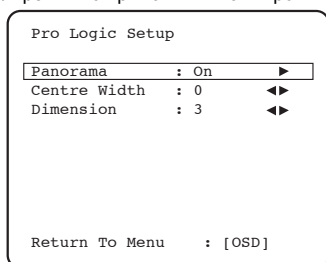 Pro Logic Setup
Panorama : On ►
Centre Width : 0 ◄►
Dimension : 3 ◄►
Return To Menu : [OSD]